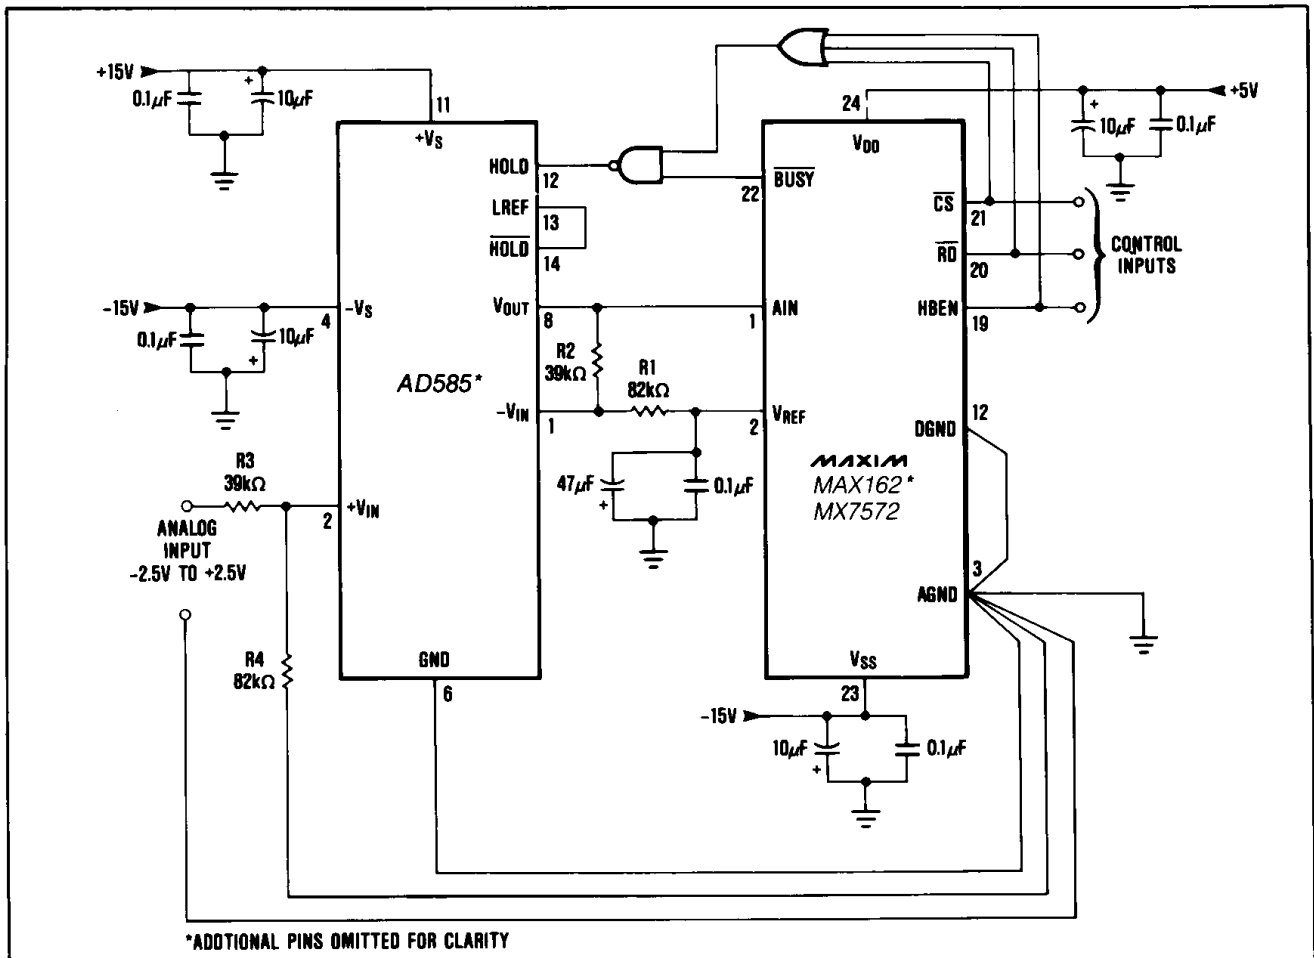 +15V
0.1µF
10µF
+
11
+VS
HOLD
12
LREF
13
HOLD
14
-15V
0.1µF
10µF
+
4
-VS
VOUT
8
AD585*
-VIN
1
R2
39kΩ
R1
82kΩ
47µF
+
0.1µF
R3
39kΩ
2
+VIN
ANALOG
INPUT
-2.5V TO +2.5V
R4
82kΩ
GND
6
24
VDD
+5V
+
10µF
0.1µF
BUSY
22
CS
21
RD
20
HBEN
19
CONTROL
INPUTS
1
AIN
2
VREF
12
DGND
MAXIM
MAX162*
MX7572
3
AGND
VSS
23
-15V
10µF
+
0.1µF
*ADDTIONAL PINS OMITTED FOR CLARITY